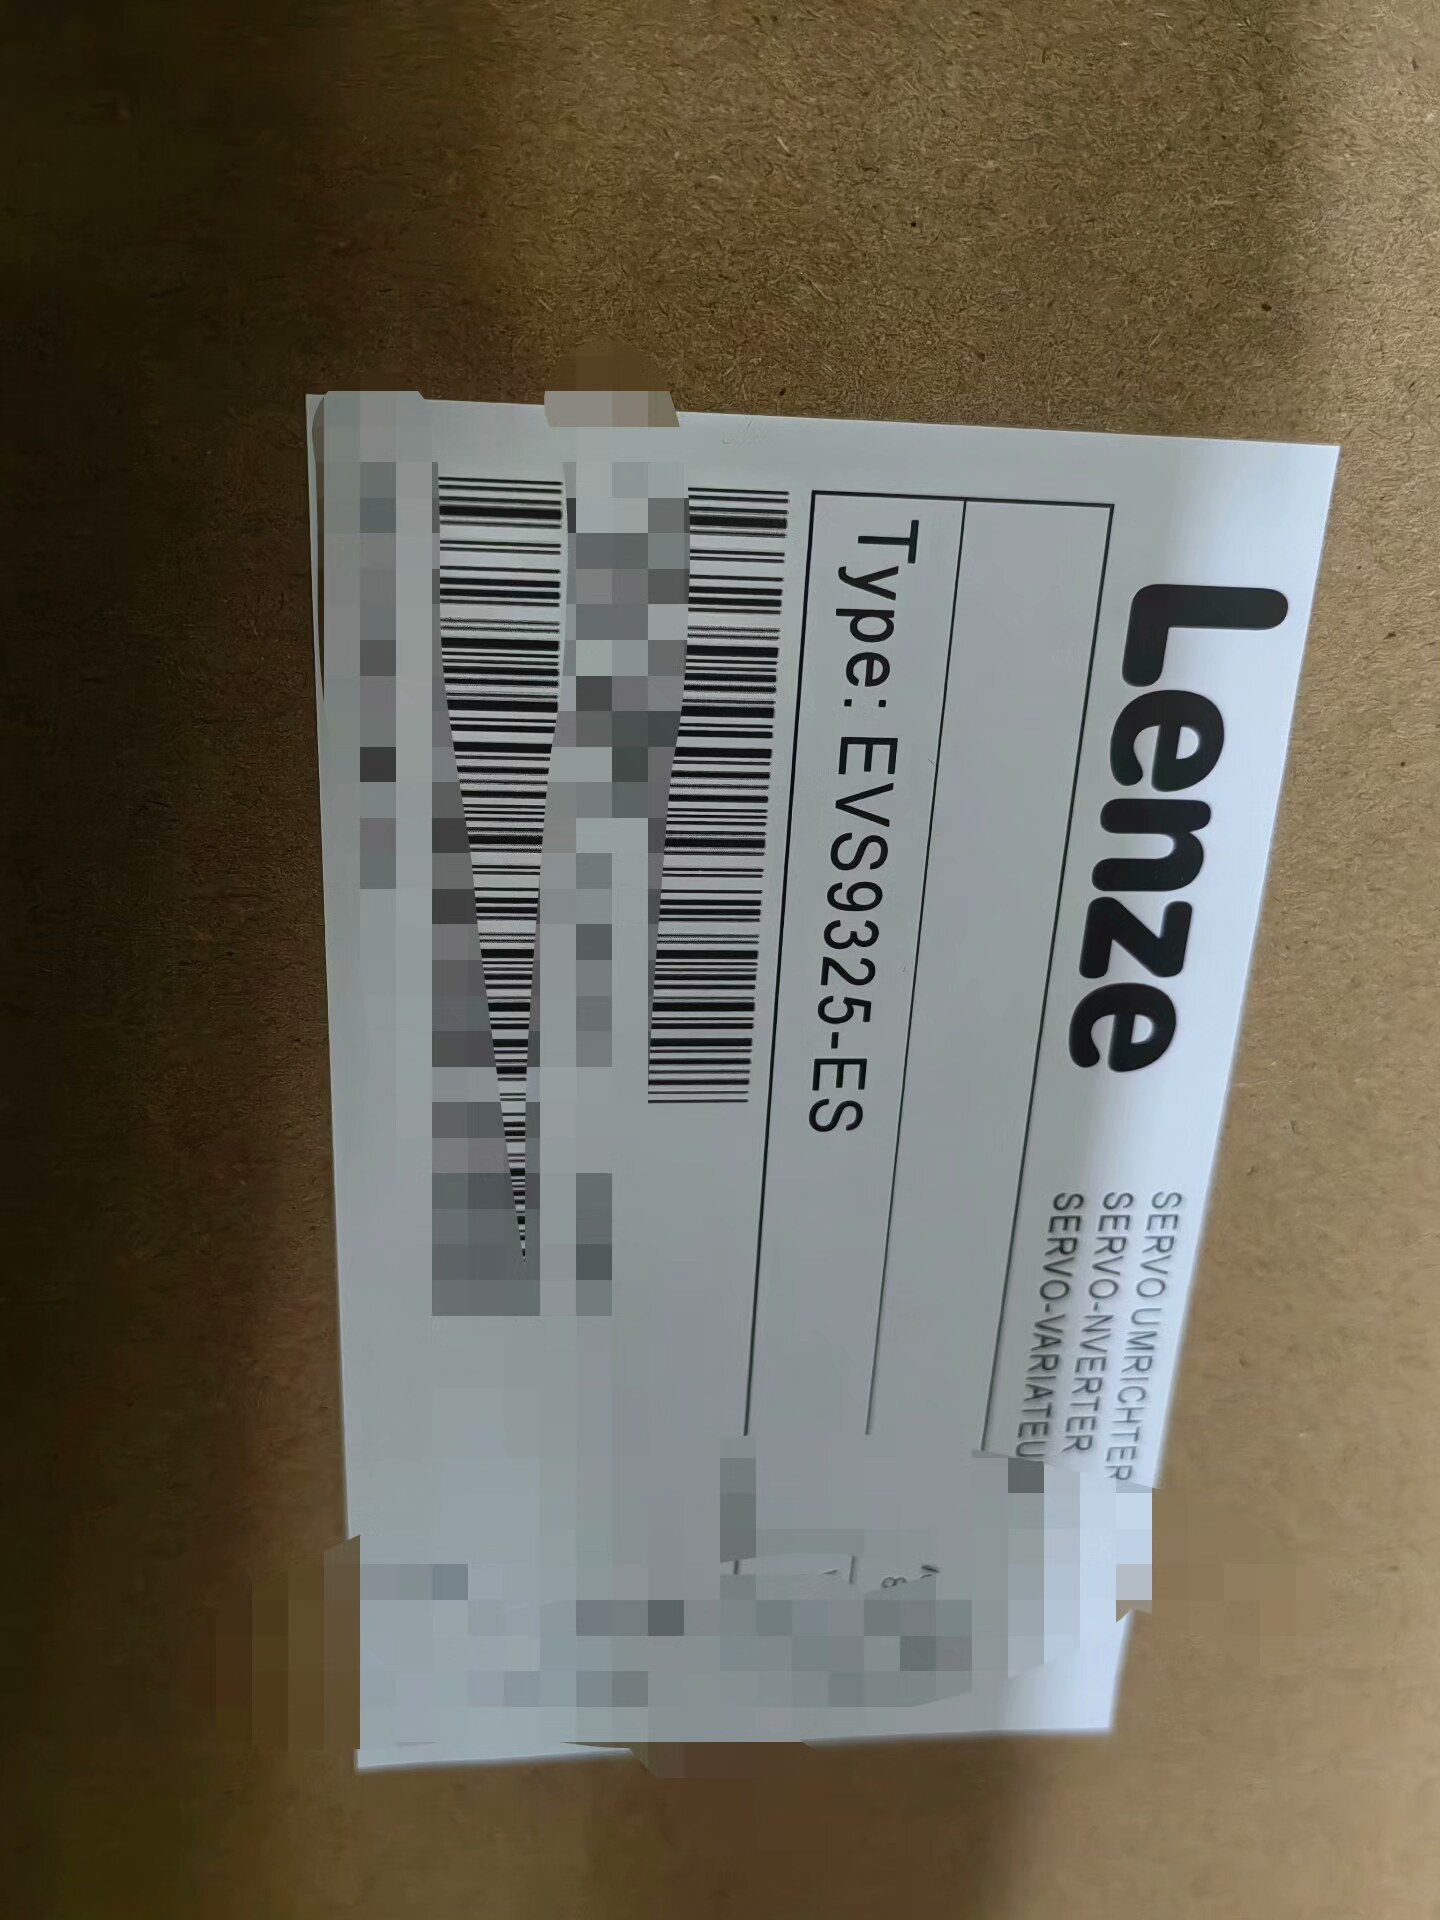 Lenze
SERVO UMRICHTER
SERVO-NVERTER
SERVO-VARIATEU
Type: EVS9325-ES